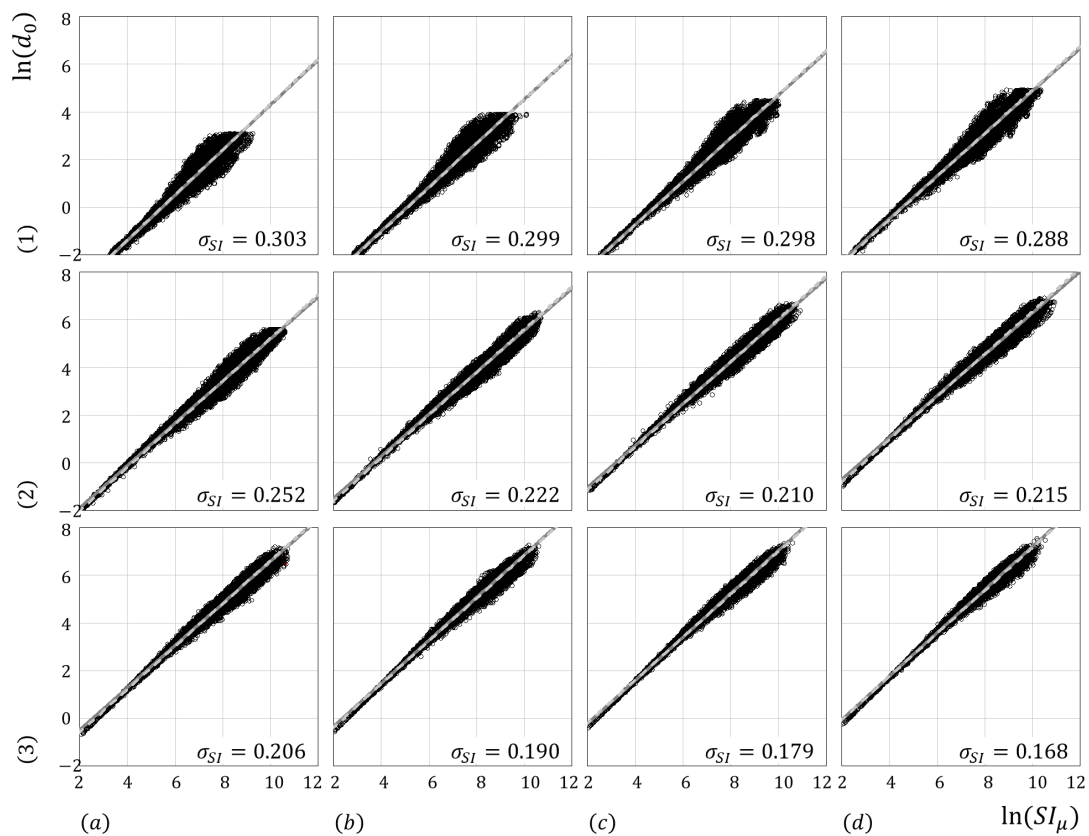 ln(d₀)
8
6
4
2
0
−2
(1)
σ_SI = 0.303
σ_SI = 0.299
σ_SI = 0.298
σ_SI = 0.288
8
6
4
2
0
−2
(2)
σ_SI = 0.252
σ_SI = 0.222
σ_SI = 0.210
σ_SI = 0.215
8
6
4
2
0
−2
(3)
σ_SI = 0.206
σ_SI = 0.190
σ_SI = 0.179
σ_SI = 0.168
2 4 6 8 10 12 2 4 6 8 10 12 2 4 6 8 10 12 2 4 6 8 10 12
(a) (b) (c) (d) ln(SI_μ)